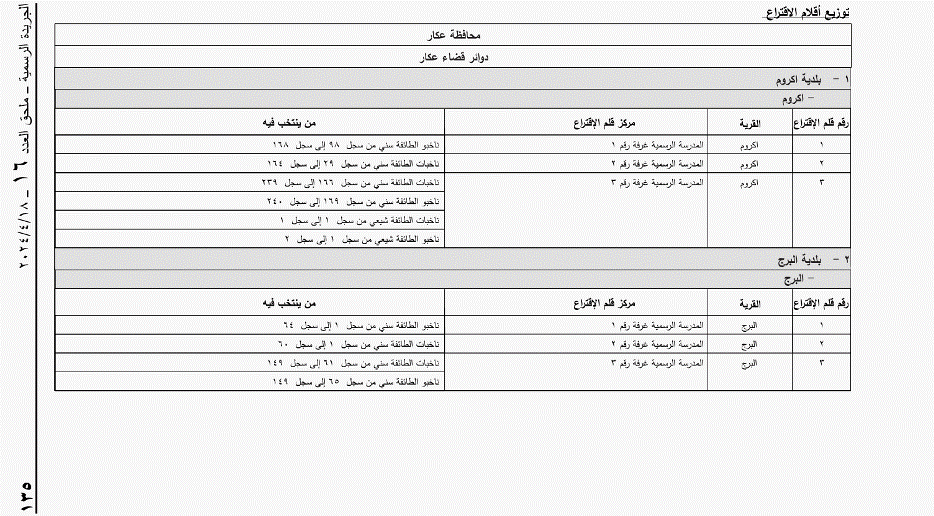 توزيع أقلام الاقتراع
محافظة عكار
دوائر قضاء عكار
١ - بلدية اكروم
- اكروم
رقم قلم الإقتراع القرية مركز قلم الإقتراع من ينتخب فيه
١ اكروم المدرسة الرسمية غرفة رقم ١ ناخبو الطائفة سني من سجل ٩٨ إلى سجل ١٦٨
٢ اكروم المدرسة الرسمية غرفة رقم ٢ ناخبات الطائفة سني من سجل ٢٩ إلى سجل ١٦٤
٣ اكروم المدرسة الرسمية غرفة رقم ٣ ناخبات الطائفة سني من سجل ١٦٦ إلى سجل ٢٣٩
ناخبو الطائفة سني من سجل ١٦٩ إلى سجل ٢٤٠
ناخبات الطائفة شيعي من سجل ١ إلى سجل ١
ناخبو الطائفة شيعي من سجل ١ إلى سجل ٢
٢ - بلدية البرج
- البرج
رقم قلم الإقتراع القرية مركز قلم الإقتراع من ينتخب فيه
١ البرج المدرسة الرسمية غرفة رقم ١ ناخبو الطائفة سني من سجل ١ إلى سجل ٦٤
٢ البرج المدرسة الرسمية غرفة رقم ٢ ناخبات الطائفة سني من سجل ١ إلى سجل ٦٠
٣ البرج المدرسة الرسمية غرفة رقم ٣ ناخبات الطائفة سني من سجل ٦١ إلى سجل ١٤٩
ناخبو الطائفة سني من سجل ٦٥ إلى سجل ١٤٩
الجريدة الرسمية – ملحق العدد ١٦ – ٢٠٢٤/٤/١٨
١٣٥